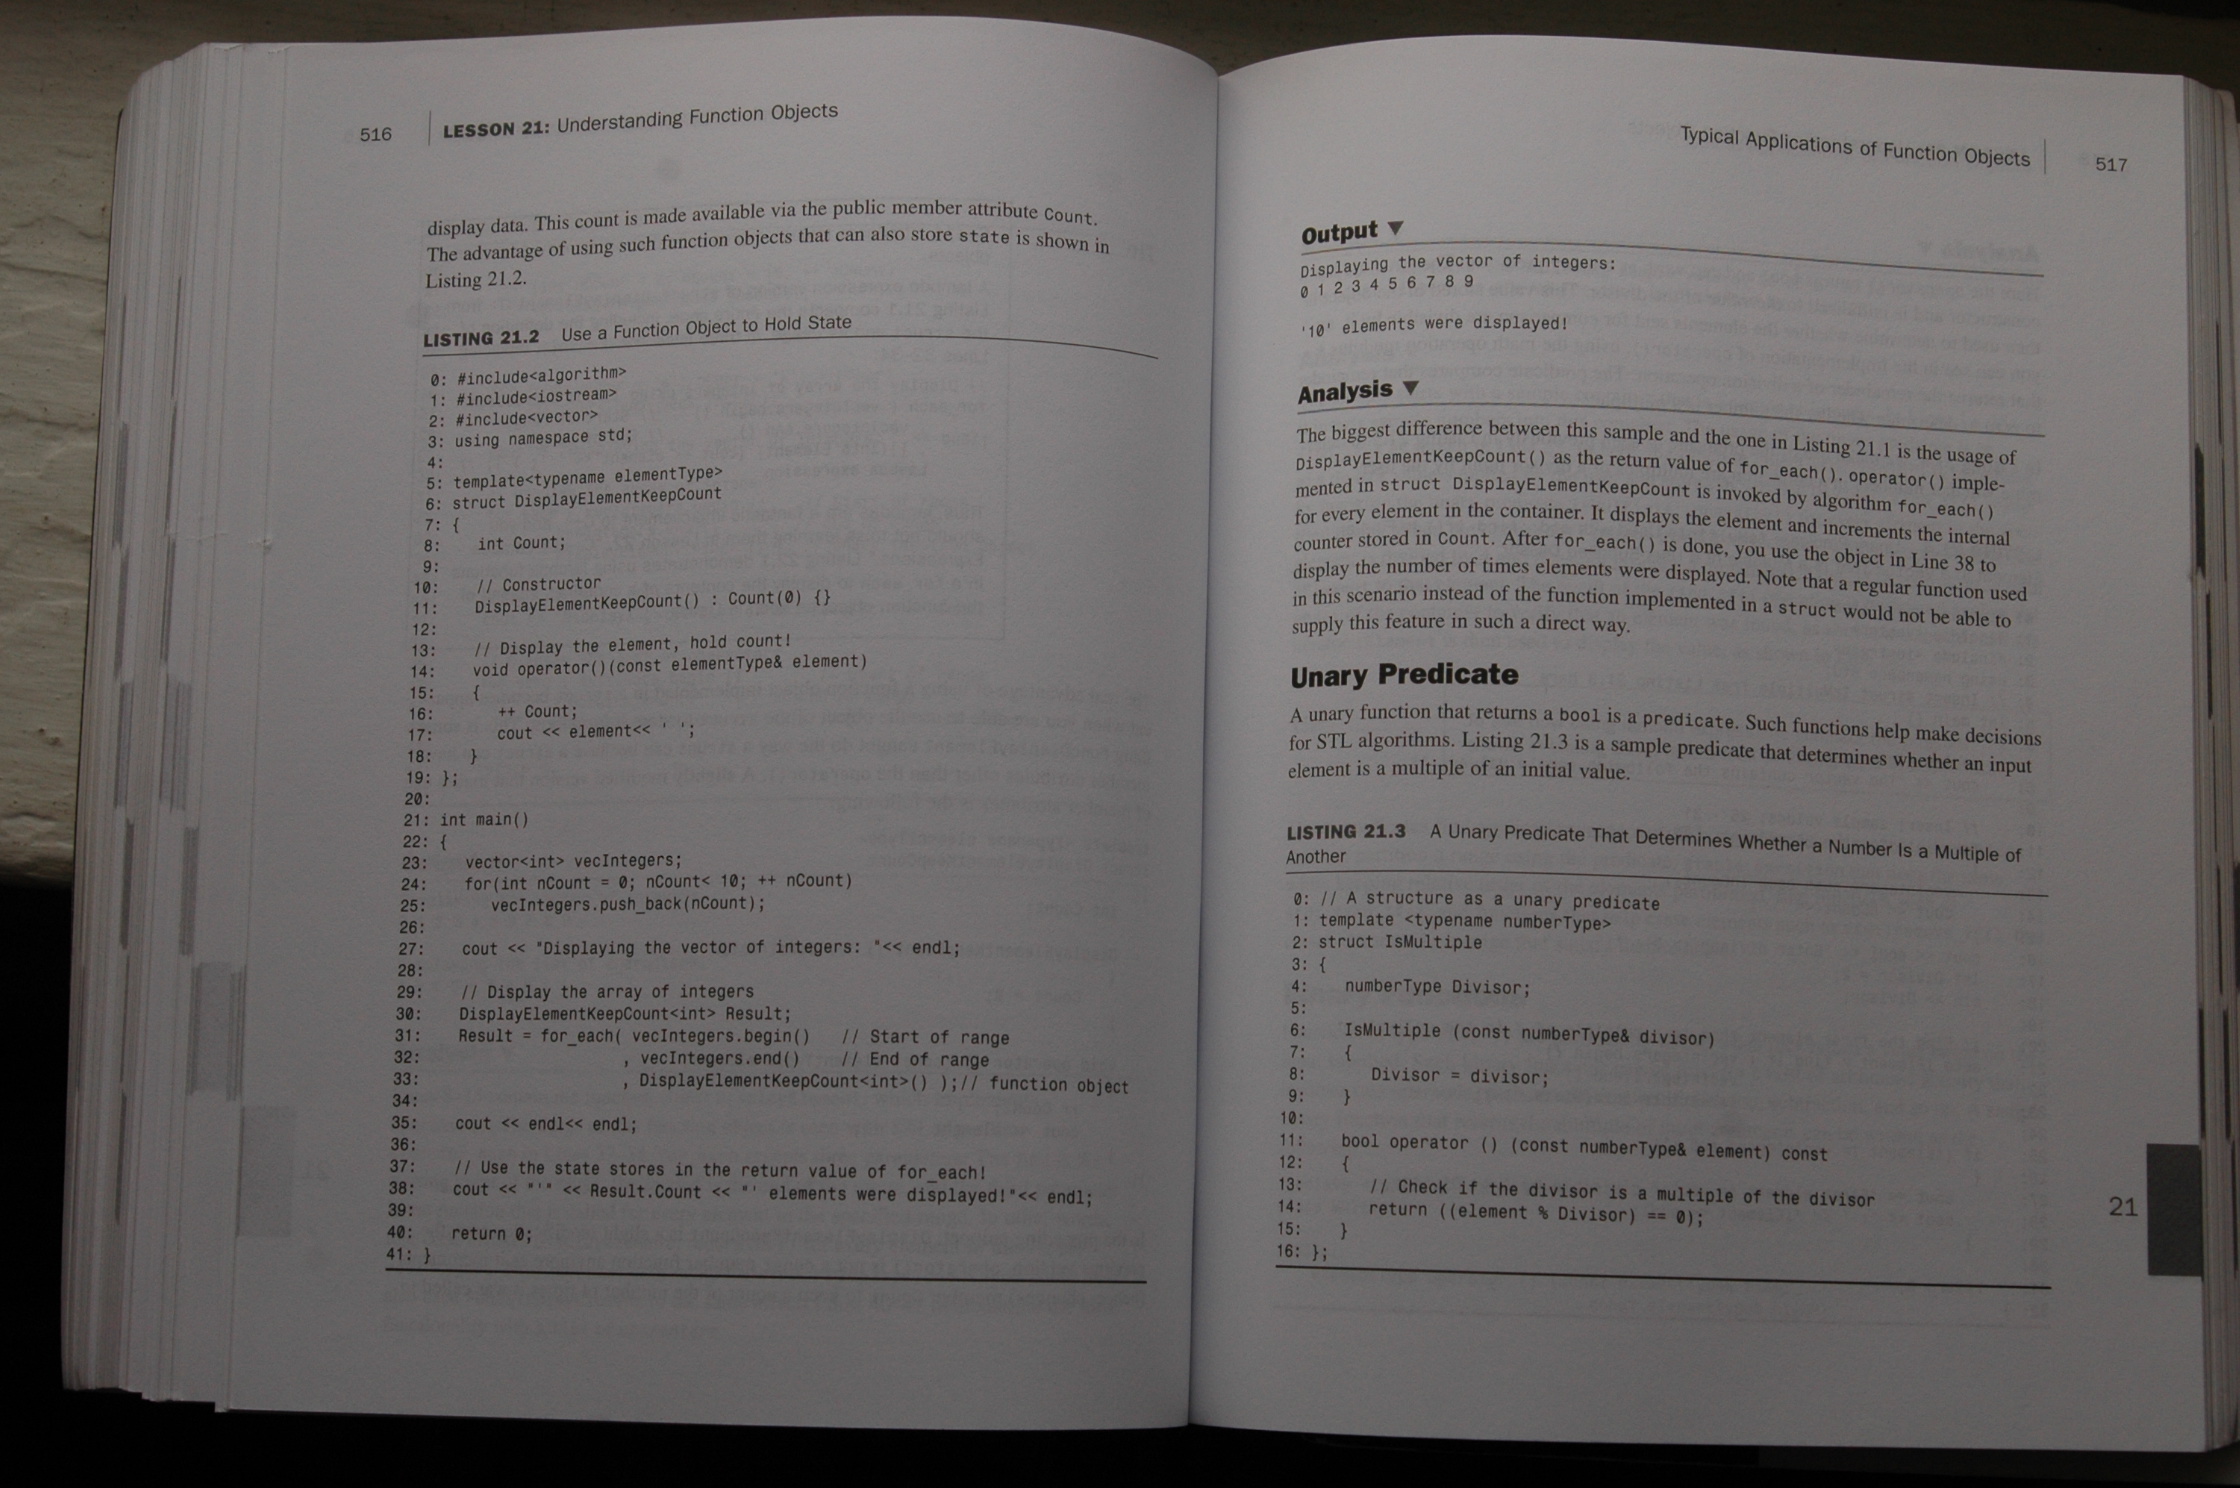 516 LESSON 21: Understanding Function Objects
display data. This count is made available via the public member attribute Count.
The advantage of using such function objects that can also store state is shown in
Listing 21.2.
LISTING 21.2 Use a Function Object to Hold State
0: #include<algorithm>
1: #include<iostream>
2: #include<vector>
3: using namespace std;
4:
5: template<typename elementType>
6: struct DisplayElementKeepCount
7: {
8: int Count;
9:
10: // Constructor
11: DisplayElementKeepCount() : Count(0) {}
12:
13: // Display the element, hold count!
14: void operator()(const elementType& element)
15: {
16: ++ Count;
17: cout << element<< ' ';
18: }
19: };
20:
21: int main()
22: {
23: vector<int> vecIntegers;
24: for(int nCount = 0; nCount< 10; ++ nCount)
25: vecIntegers.push_back(nCount);
26:
27: cout << "Displaying the vector of integers: "<< endl;
28:
29: // Display the array of integers
30: DisplayElementKeepCount<int> Result;
31: Result = for_each( vecIntegers.begin() // Start of range
32: , vecIntegers.end() // End of range
33: , DisplayElementKeepCount<int>() );// function object
34:
35: cout << endl<< endl;
36:
37: // Use the state stores in the return value of for_each!
38: cout << "'" << Result.Count << "' elements were displayed!"<< endl;
39:
40: return 0;
41: }
Typical Applications of Function Objects 517
Output ▼
Displaying the vector of integers:
0 1 2 3 4 5 6 7 8 9
'10' elements were displayed!
Analysis ▼
The biggest difference between this sample and the one in Listing 21.1 is the usage of
DisplayElementKeepCount() as the return value of for_each(). operator() imple-
mented in struct DisplayElementKeepCount is invoked by algorithm for_each()
for every element in the container. It displays the element and increments the internal
counter stored in Count. After for_each() is done, you use the object in Line 38 to
display the number of times elements were displayed. Note that a regular function used
in this scenario instead of the function implemented in a struct would not be able to
supply this feature in such a direct way.
Unary Predicate
A unary function that returns a bool is a predicate. Such functions help make decisions
for STL algorithms. Listing 21.3 is a sample predicate that determines whether an input
element is a multiple of an initial value.
LISTING 21.3 A Unary Predicate That Determines Whether a Number Is a Multiple of
Another
0: // A structure as a unary predicate
1: template <typename numberType>
2: struct IsMultiple
3: {
4: numberType Divisor;
5:
6: IsMultiple (const numberType& divisor)
7: {
8: Divisor = divisor;
9: }
10:
11: bool operator () (const numberType& element) const
12: {
13: // Check if the divisor is a multiple of the divisor
14: return ((element % Divisor) == 0);
15: }
16: };
21